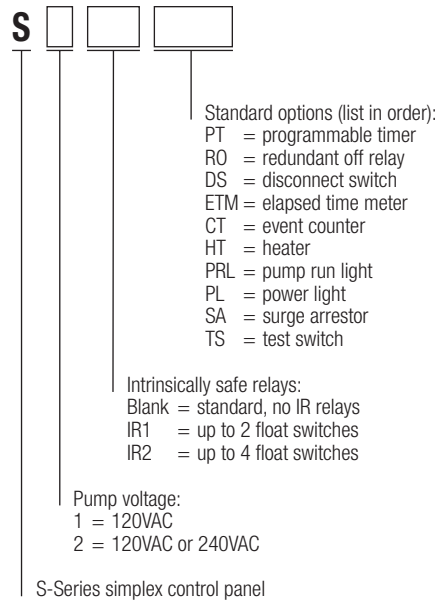 S
Standard options (list in order):
PT = programmable timer
RO = redundant off relay
DS = disconnect switch
ETM = elapsed time meter
CT = event counter
HT = heater
PRL = pump run light
PL = power light
SA = surge arrestor
TS = test switch
Intrinsically safe relays:
Blank = standard, no IR relays
IR1 = up to 2 float switches
IR2 = up to 4 float switches
Pump voltage:
1 = 120VAC
2 = 120VAC or 240VAC
S-Series simplex control panel